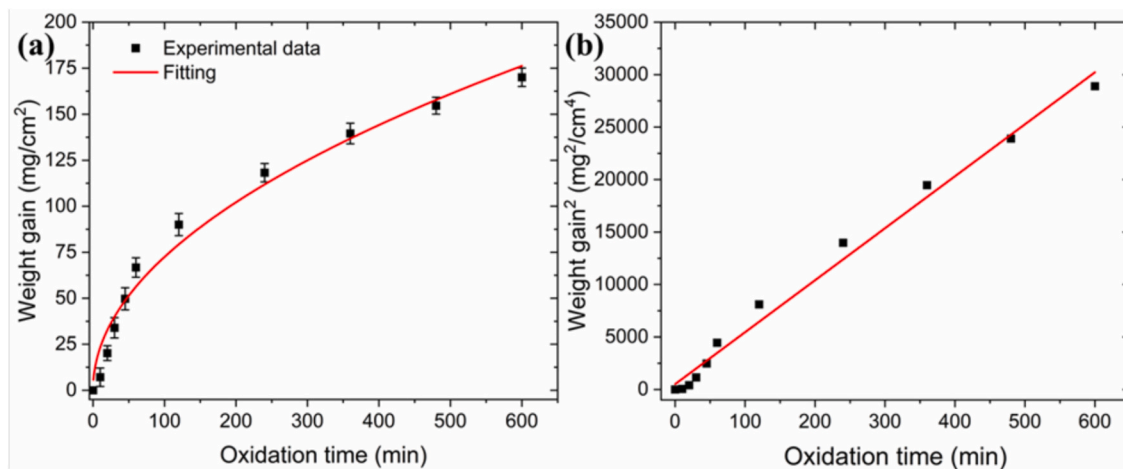 (a)
Experimental data
Fitting
Weight gain (mg/cm²)
200
175
150
125
100
75
50
25
0
0 100 200 300 400 500 600
Oxidation time (min)
(b)
Weight gain² (mg²/cm⁴)
35000
30000
25000
20000
15000
10000
5000
0
0 100 200 300 400 500 600
Oxidation time (min)